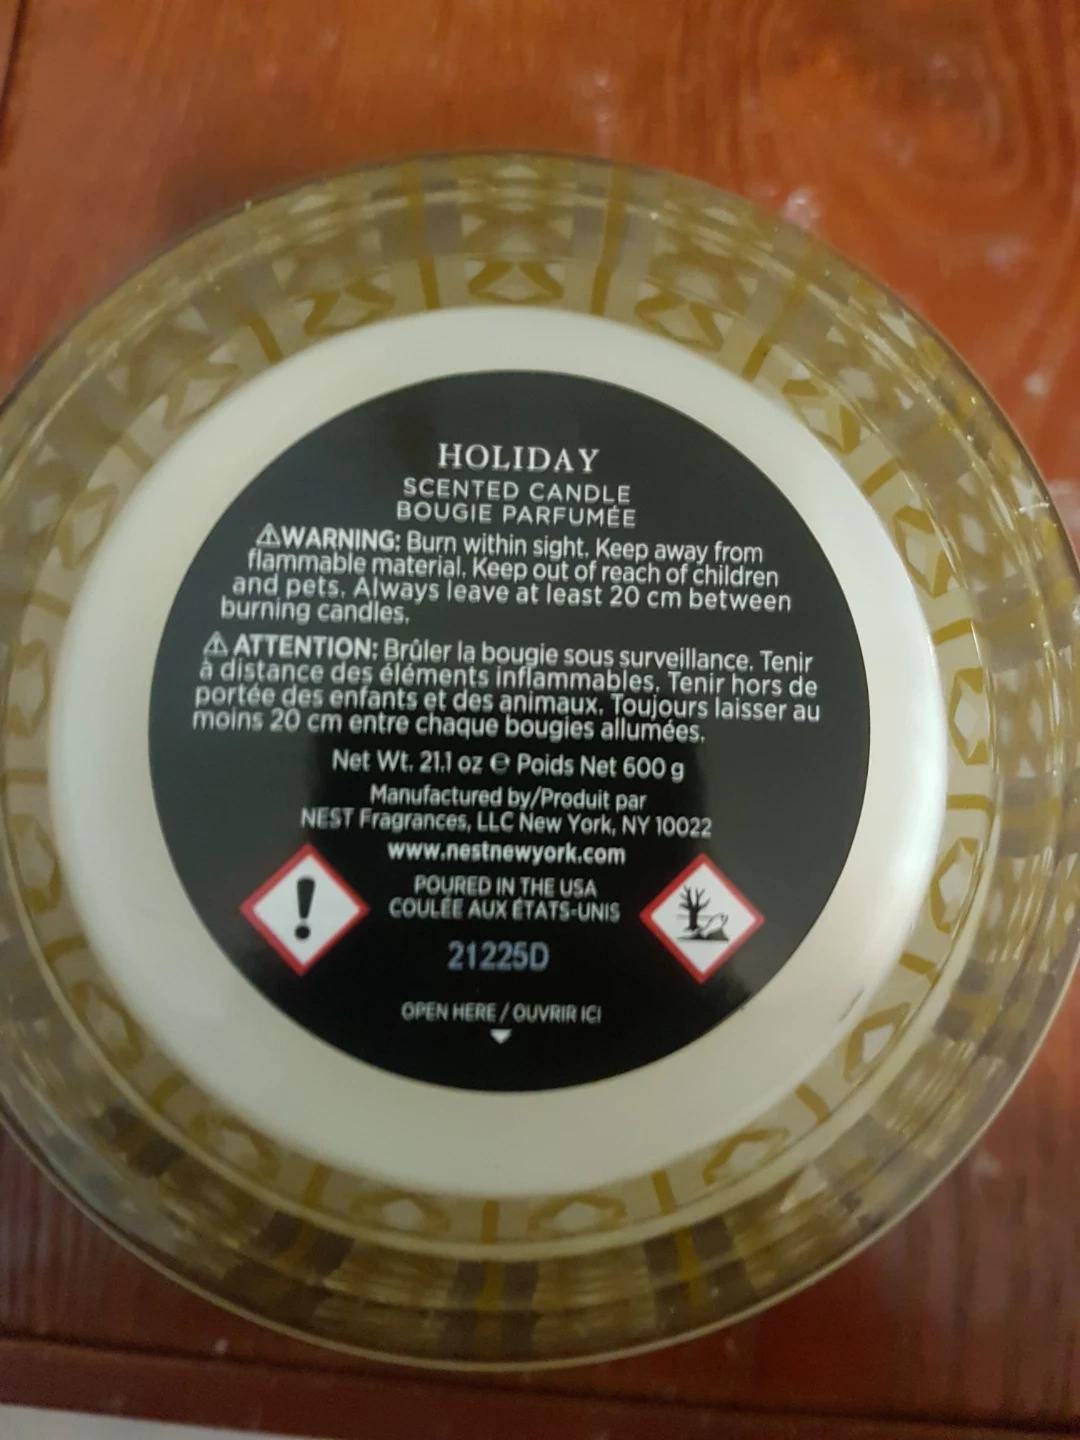 HOLIDAY
SCENTED CANDLE
BOUGIE PARFUMÉE
⚠WARNING: Burn within sight. Keep away from
flammable material. Keep out of reach of children
and pets. Always leave at least 20 cm between
burning candles.
⚠ ATTENTION: Brûler la bougie sous surveillance. Tenir
à distance des éléments inflammables. Tenir hors de
portée des enfants et des animaux. Toujours laisser au
moins 20 cm entre chaque bougies allumées.
Net Wt. 21.1 oz ℮ Poids Net 600 g
Manufactured by/Produit par
NEST Fragrances, LLC New York, NY 10022
www.nestnewyork.com
POURED IN THE USA
COULÉE AUX ÉTATS-UNIS
21225D
OPEN HERE / OUVRIR ICI